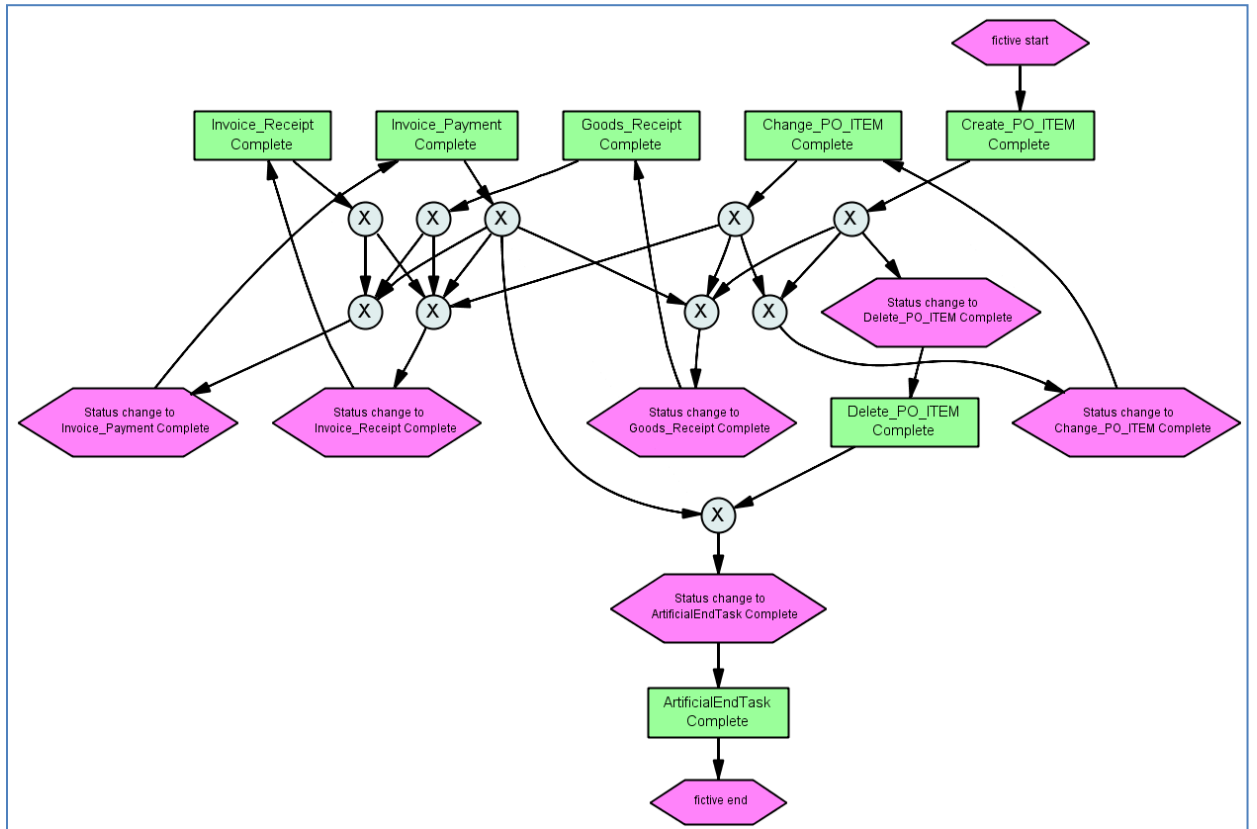 fictive start
Invoice_Receipt
Complete
Invoice_Payment
Complete
Goods_Receipt
Complete
Change_PO_ITEM
Complete
Create_PO_ITEM
Complete
X
X
X
X
X
X
X
X
X
Status change to
Delete_PO_ITEM Complete
Status change to
Invoice_Payment Complete
Status change to
Invoice_Receipt Complete
Status change to
Goods_Receipt Complete
Delete_PO_ITEM
Complete
Status change to
Change_PO_ITEM Complete
X
Status change to
ArtificialEndTask Complete
ArtificialEndTask
Complete
fictive end